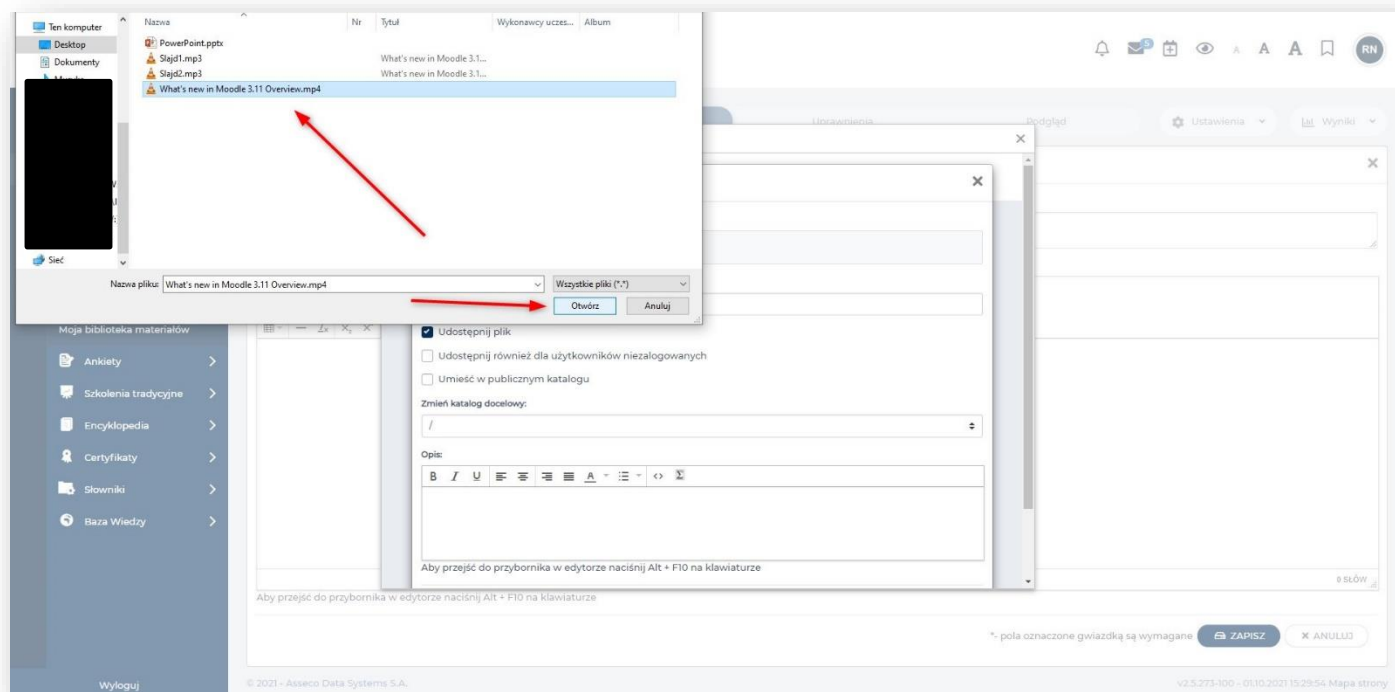 Ten komputer
Desktop
Dokumenty
Sieć
Nazwa Nr Tytuł Wykonawcy uczes... Album
PowerPoint.pptx
Slajd1.mp3 What's new in Moodle 3.1...
Slajd2.mp3 What's new in Moodle 3.1...
What's new in Moodle 3.11 Overview.mp4
Nazwa pliku: What's new in Moodle 3.11 Overview.mp4 Wszystkie pliki (*.*)
Otwórz Anuluj
5 A A A RN
Uprawnienia Podgląd Ustawienia Wyniki
Moja biblioteka materiałów
Ankiety
Szkolenia tradycyjne
Encyklopedia
Certyfikaty
Słowniki
Baza Wiedzy
Wyloguj
Udostępnij plik
Udostępnij również dla użytkowników niezalogowanych
Umieść w publicznym katalogu
Zmień katalog docelowy:
/
Opis:
B I U A <> Σ
Aby przejść do przybornika w edytorze naciśnij Alt + F10 na klawiaturze
0 SŁÓW
Aby przejść do przybornika w edytorze naciśnij Alt + F10 na klawiaturze
*- pola oznaczone gwiazdką są wymagane ZAPISZ ANULUJ
© 2021 - Asseco Data Systems S.A. v2.5.273-100 - 01.10.2021 15:29:54 Mapa strony